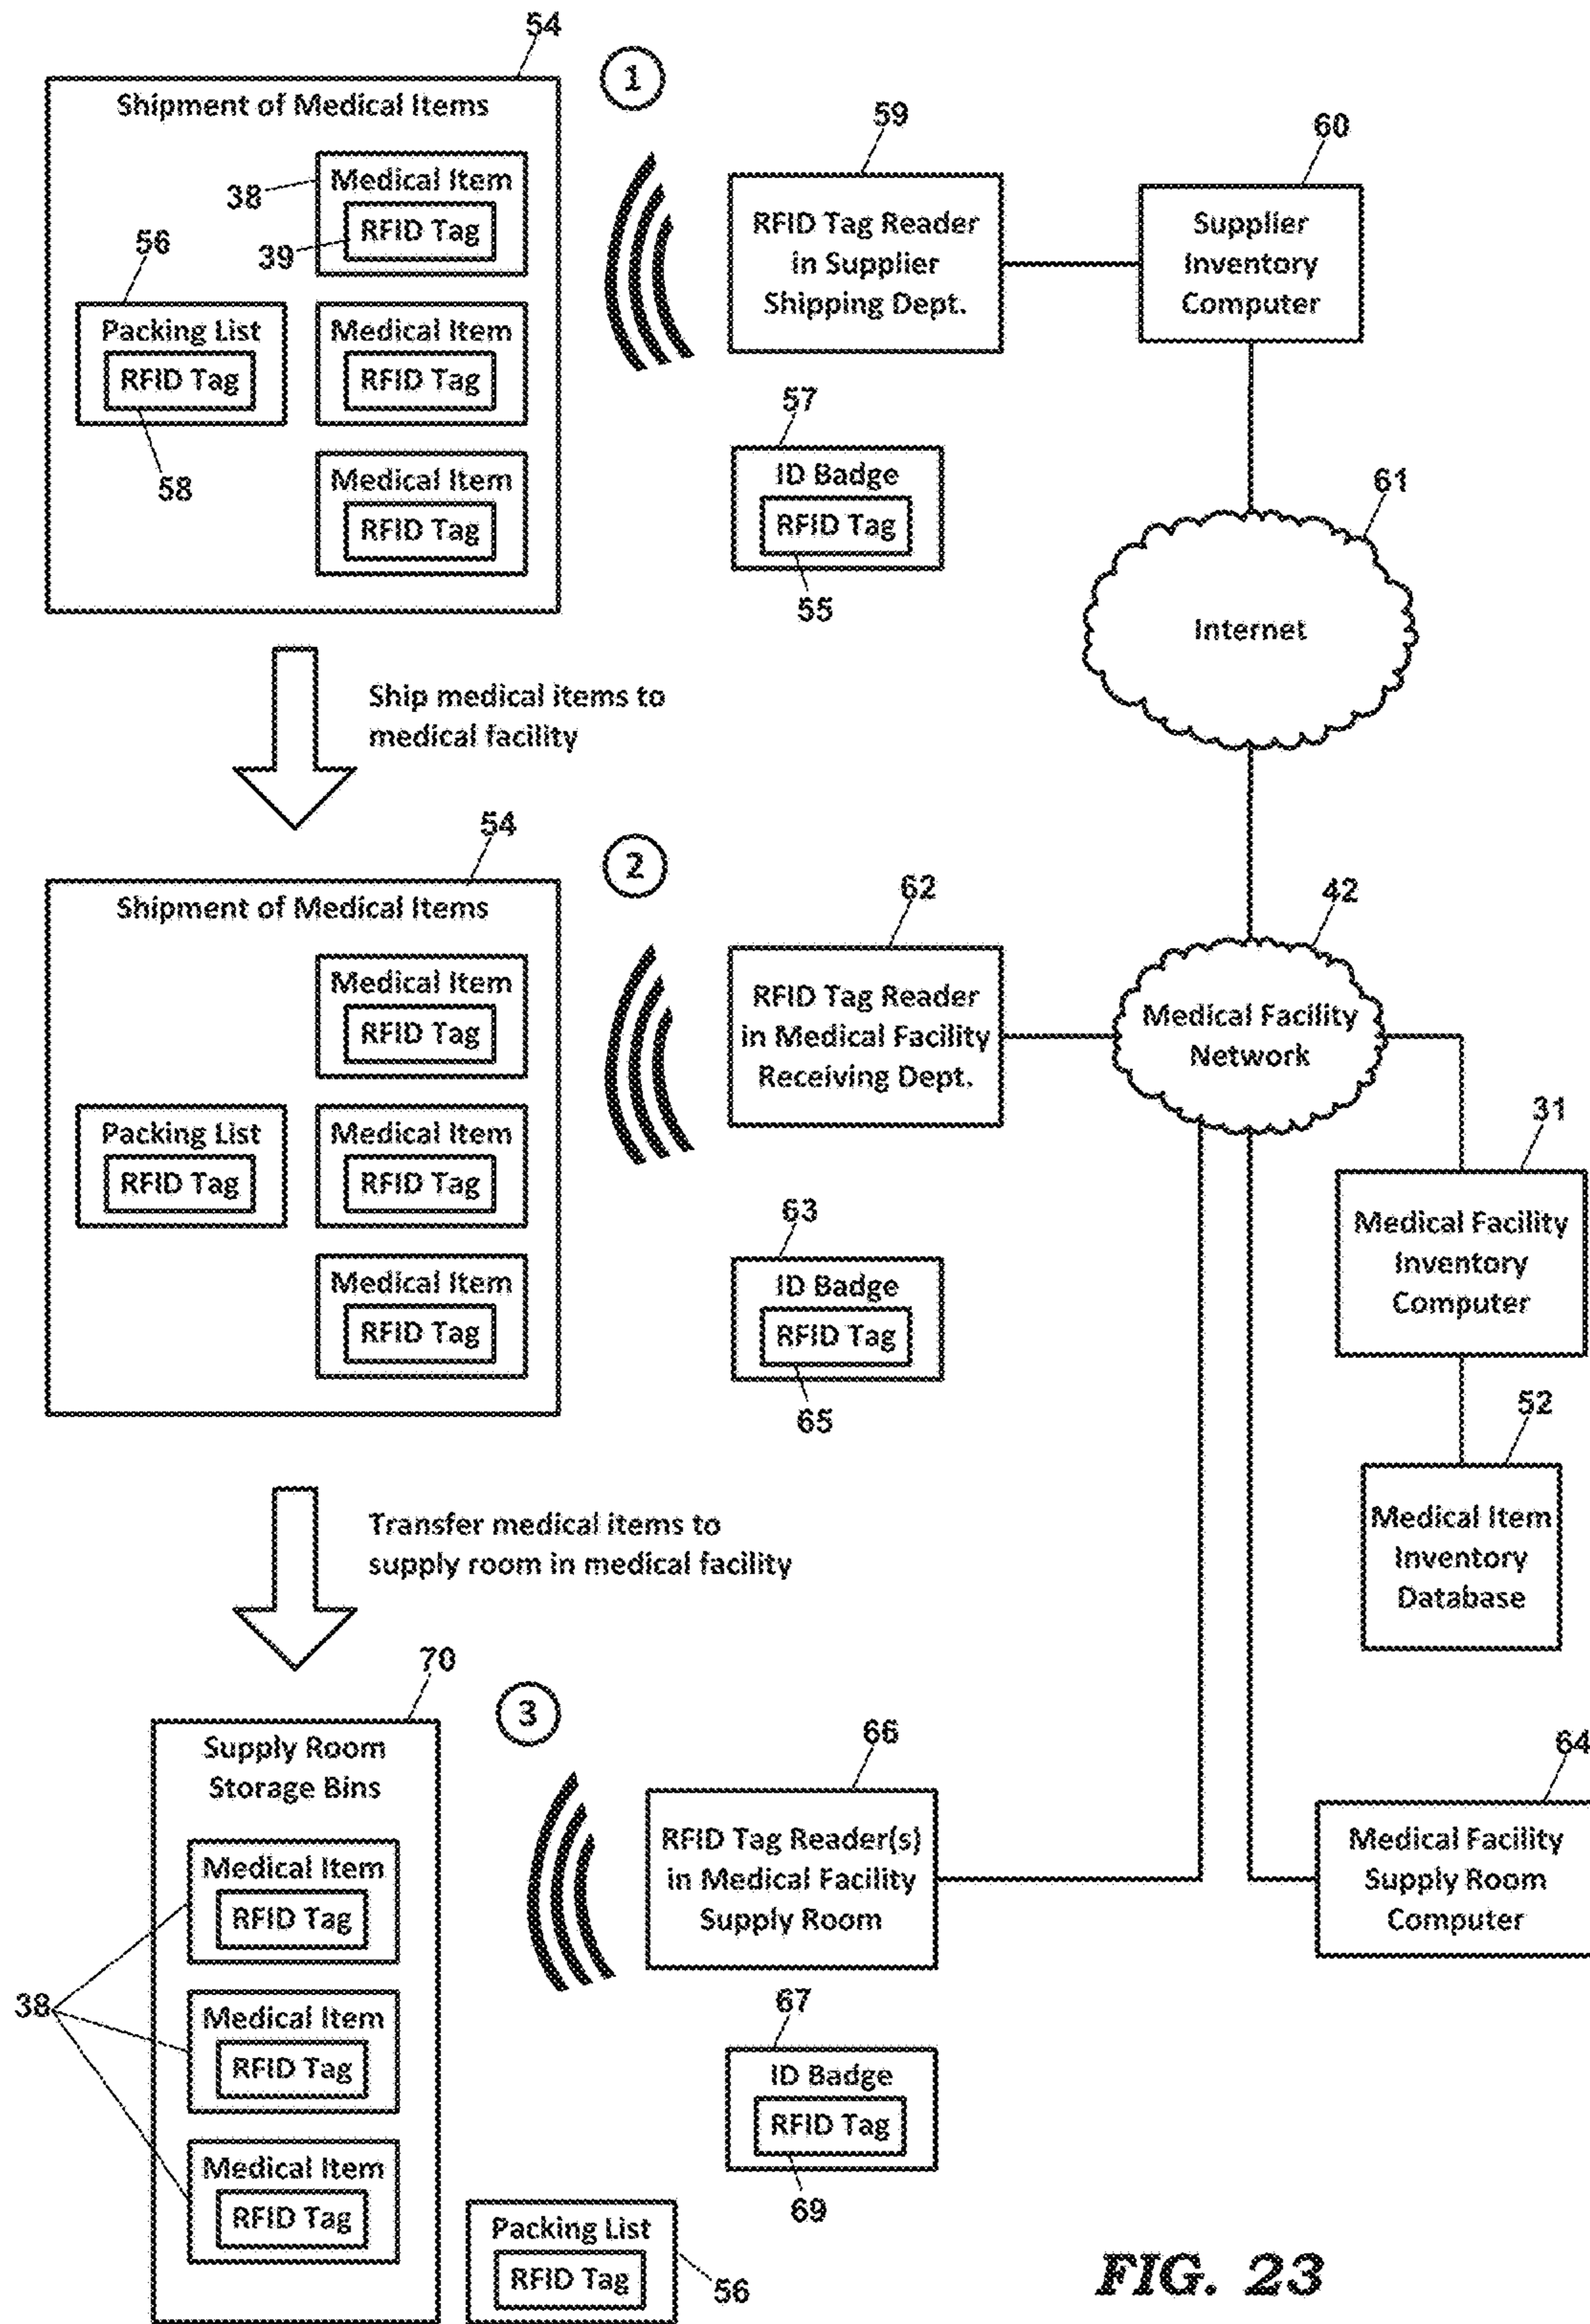 54
1
Shipment of Medical Items
59
60
38
Medical Item
RFID Tag
39
RFID Tag Reader
in Supplier
Shipping Dept.
Supplier
Inventory
Computer
56
Packing List
RFID Tag
58
Medical Item
RFID Tag
57
ID Badge
RFID Tag
55
Medical Item
RFID Tag
61
Internet
Ship medical items to
medical facility
54
2
Shipment of Medical Items
62
42
Medical Item
RFID Tag
RFID Tag Reader
in Medical Facility
Receiving Dept.
Medical Facility
Network
Packing List
RFID Tag
Medical Item
RFID Tag
31
Medical Facility
Inventory
Computer
63
ID Badge
RFID Tag
65
Medical Item
RFID Tag
52
Medical Item
Inventory
Database
Transfer medical items to
supply room in medical facility
70
3
Supply Room
Storage Bins
66
64
Medical Item
RFID Tag
RFID Tag Reader(s)
in Medical Facility
Supply Room
Medical Facility
Supply Room
Computer
38
Medical Item
RFID Tag
67
ID Badge
RFID Tag
69
Medical Item
RFID Tag
Packing List
RFID Tag
56
FIG. 23